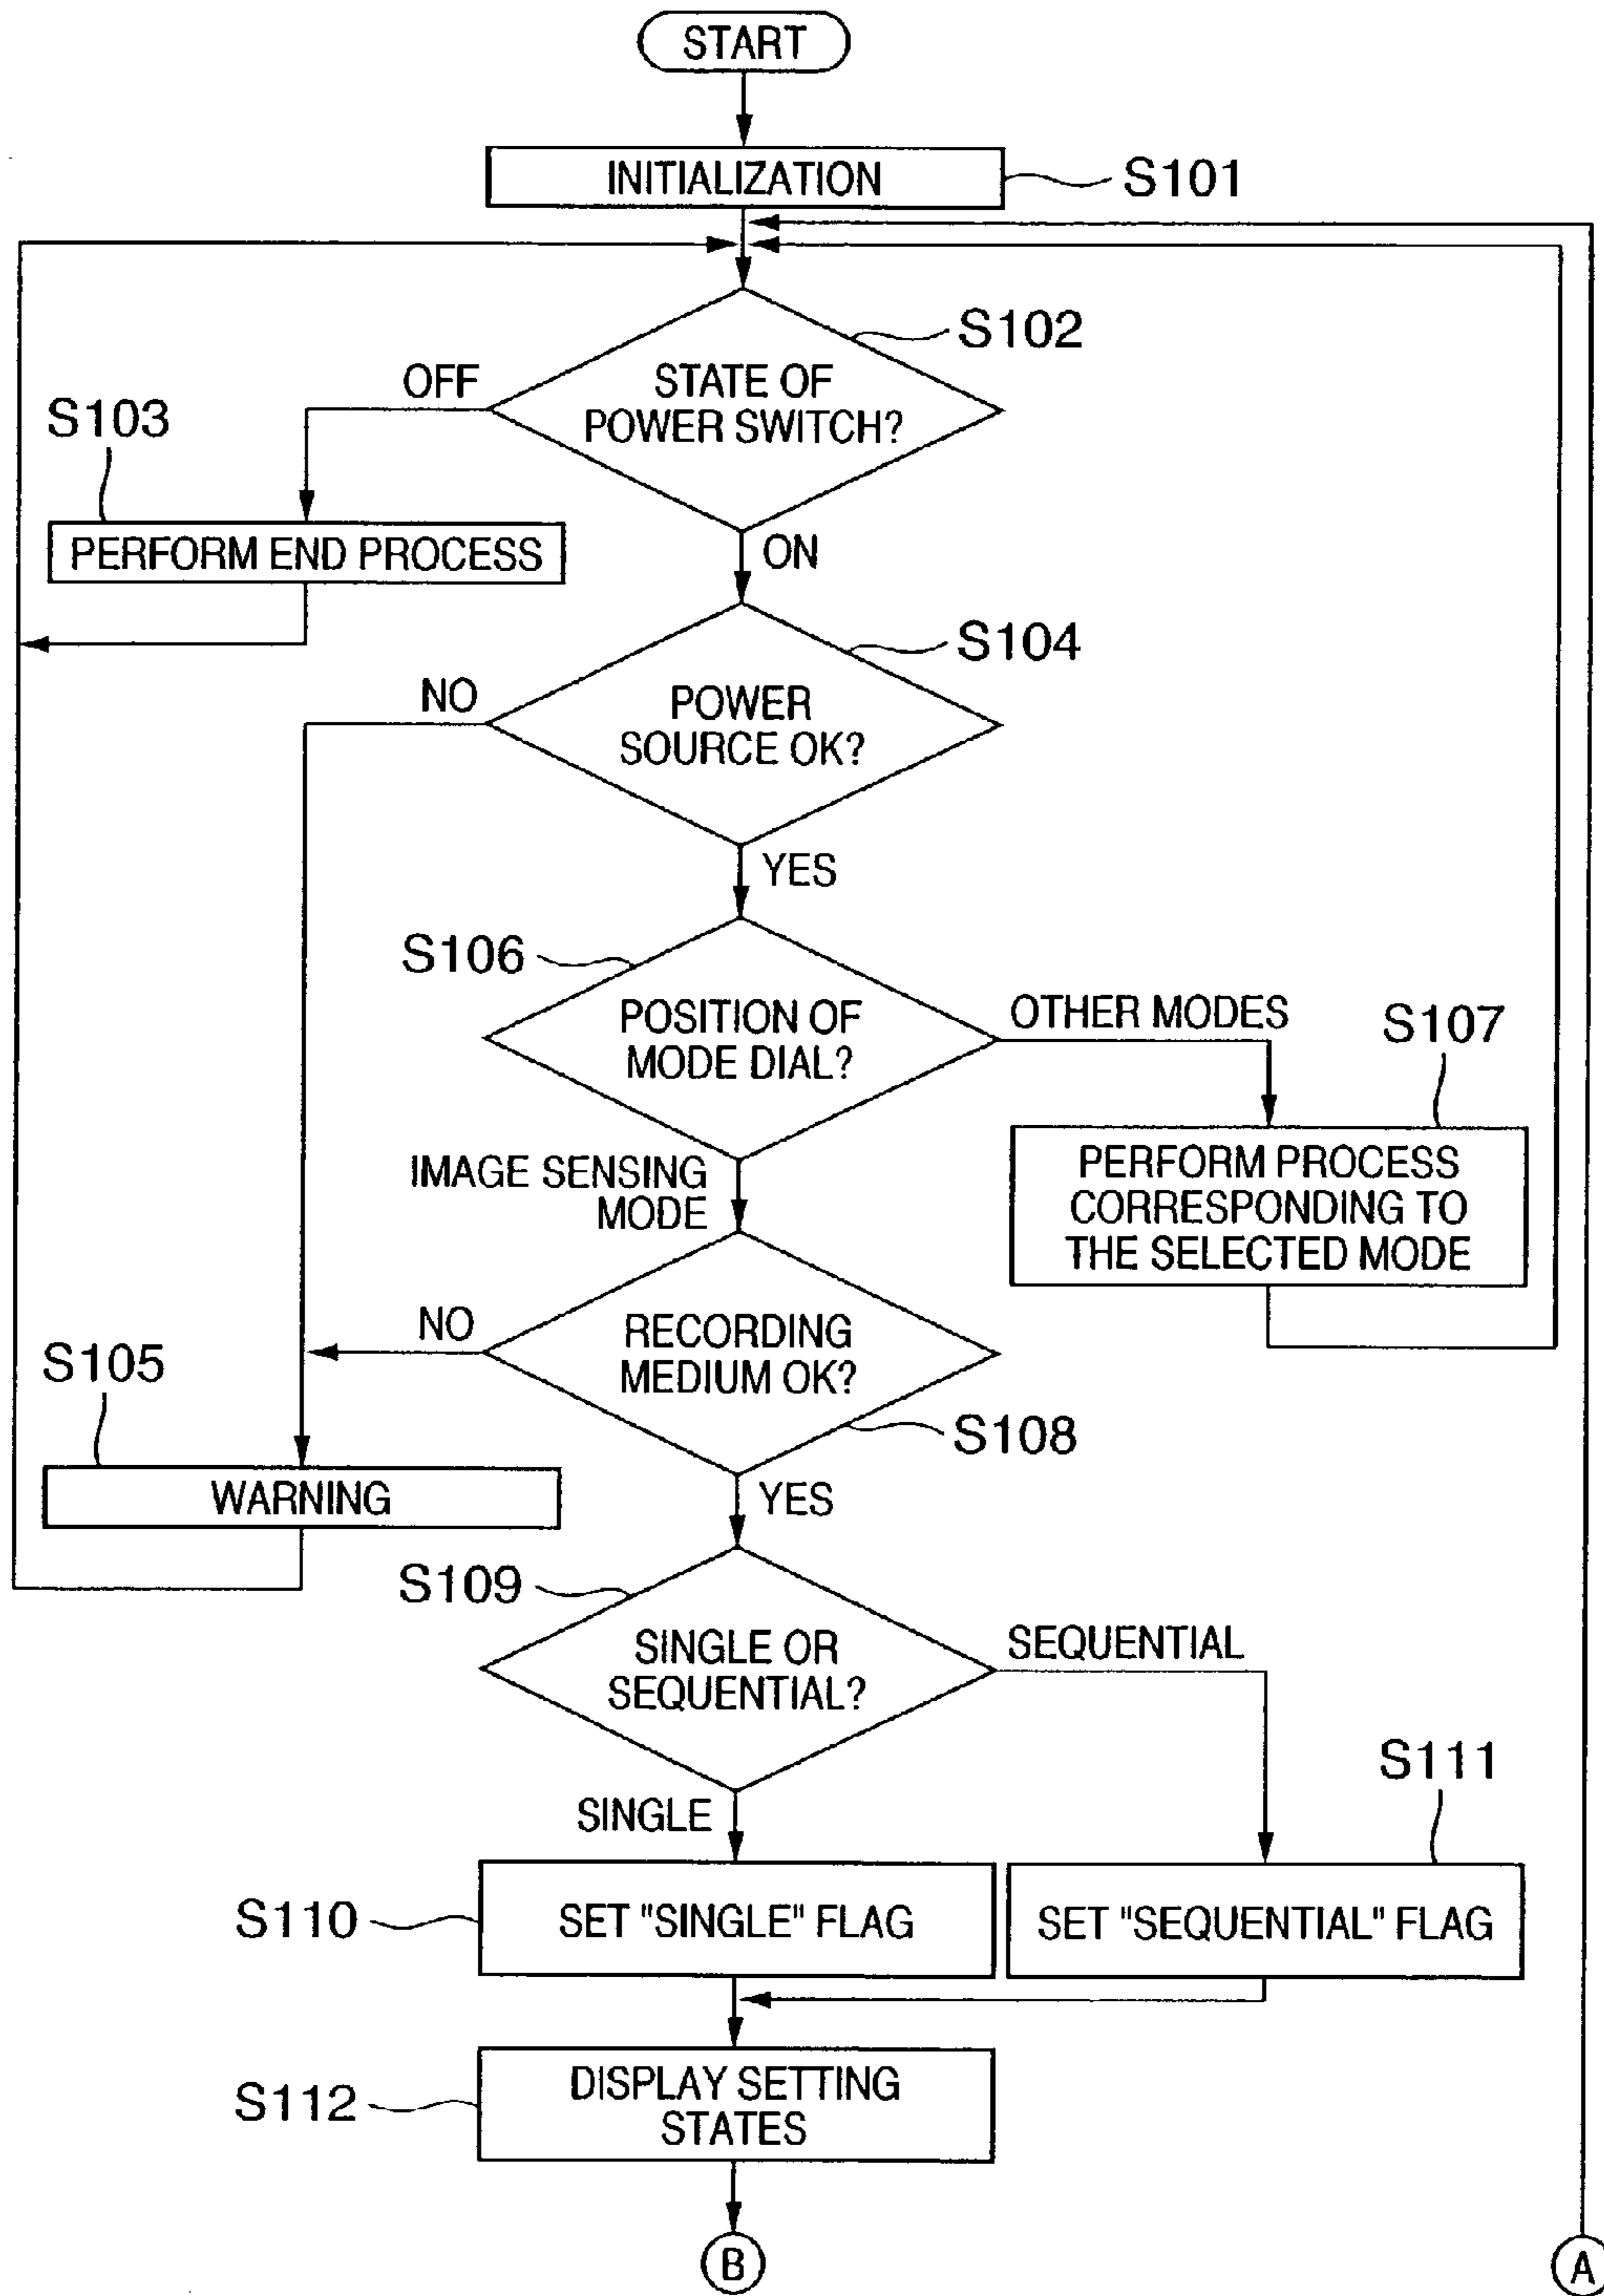 START
INITIALIZATION
S101
S102
STATE OF
POWER SWITCH?
OFF
S103
PERFORM END PROCESS
ON
S104
POWER
SOURCE OK?
NO
YES
S106
POSITION OF
MODE DIAL?
OTHER MODES
S107
PERFORM PROCESS
CORRESPONDING TO
THE SELECTED MODE
IMAGE SENSING
MODE
NO
RECORDING
MEDIUM OK?
S105
S108
WARNING
YES
S109
SINGLE OR
SEQUENTIAL?
SEQUENTIAL
S111
SINGLE
S110
SET "SINGLE" FLAG
SET "SEQUENTIAL" FLAG
S112
DISPLAY SETTING
STATES
B
A